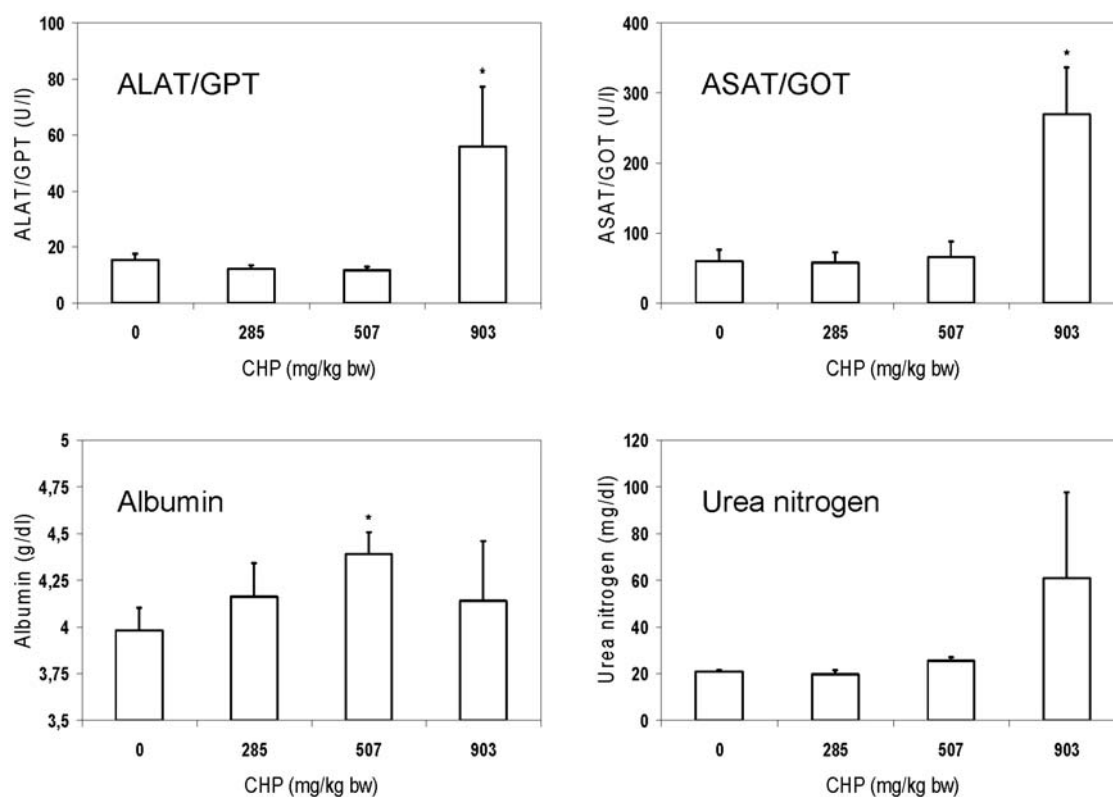 ALAT/GPT
ALAT/GPT (U/l)
100
80
60
40
20
0
*
0 285 507 903
CHP (mg/kg bw)
ASAT/GOT
ASAT/GOT (U/l)
400
300
200
100
0
*
0 285 507 903
CHP (mg/kg bw)
Albumin
Albumin (g/dl)
5
4,75
4,5
4,25
4
3,75
3,5
*
0 285 507 903
CHP (mg/kg bw)
Urea nitrogen
Urea nitrogen (mg/dl)
120
100
80
60
40
20
0
0 285 507 903
CHP (mg/kg bw)